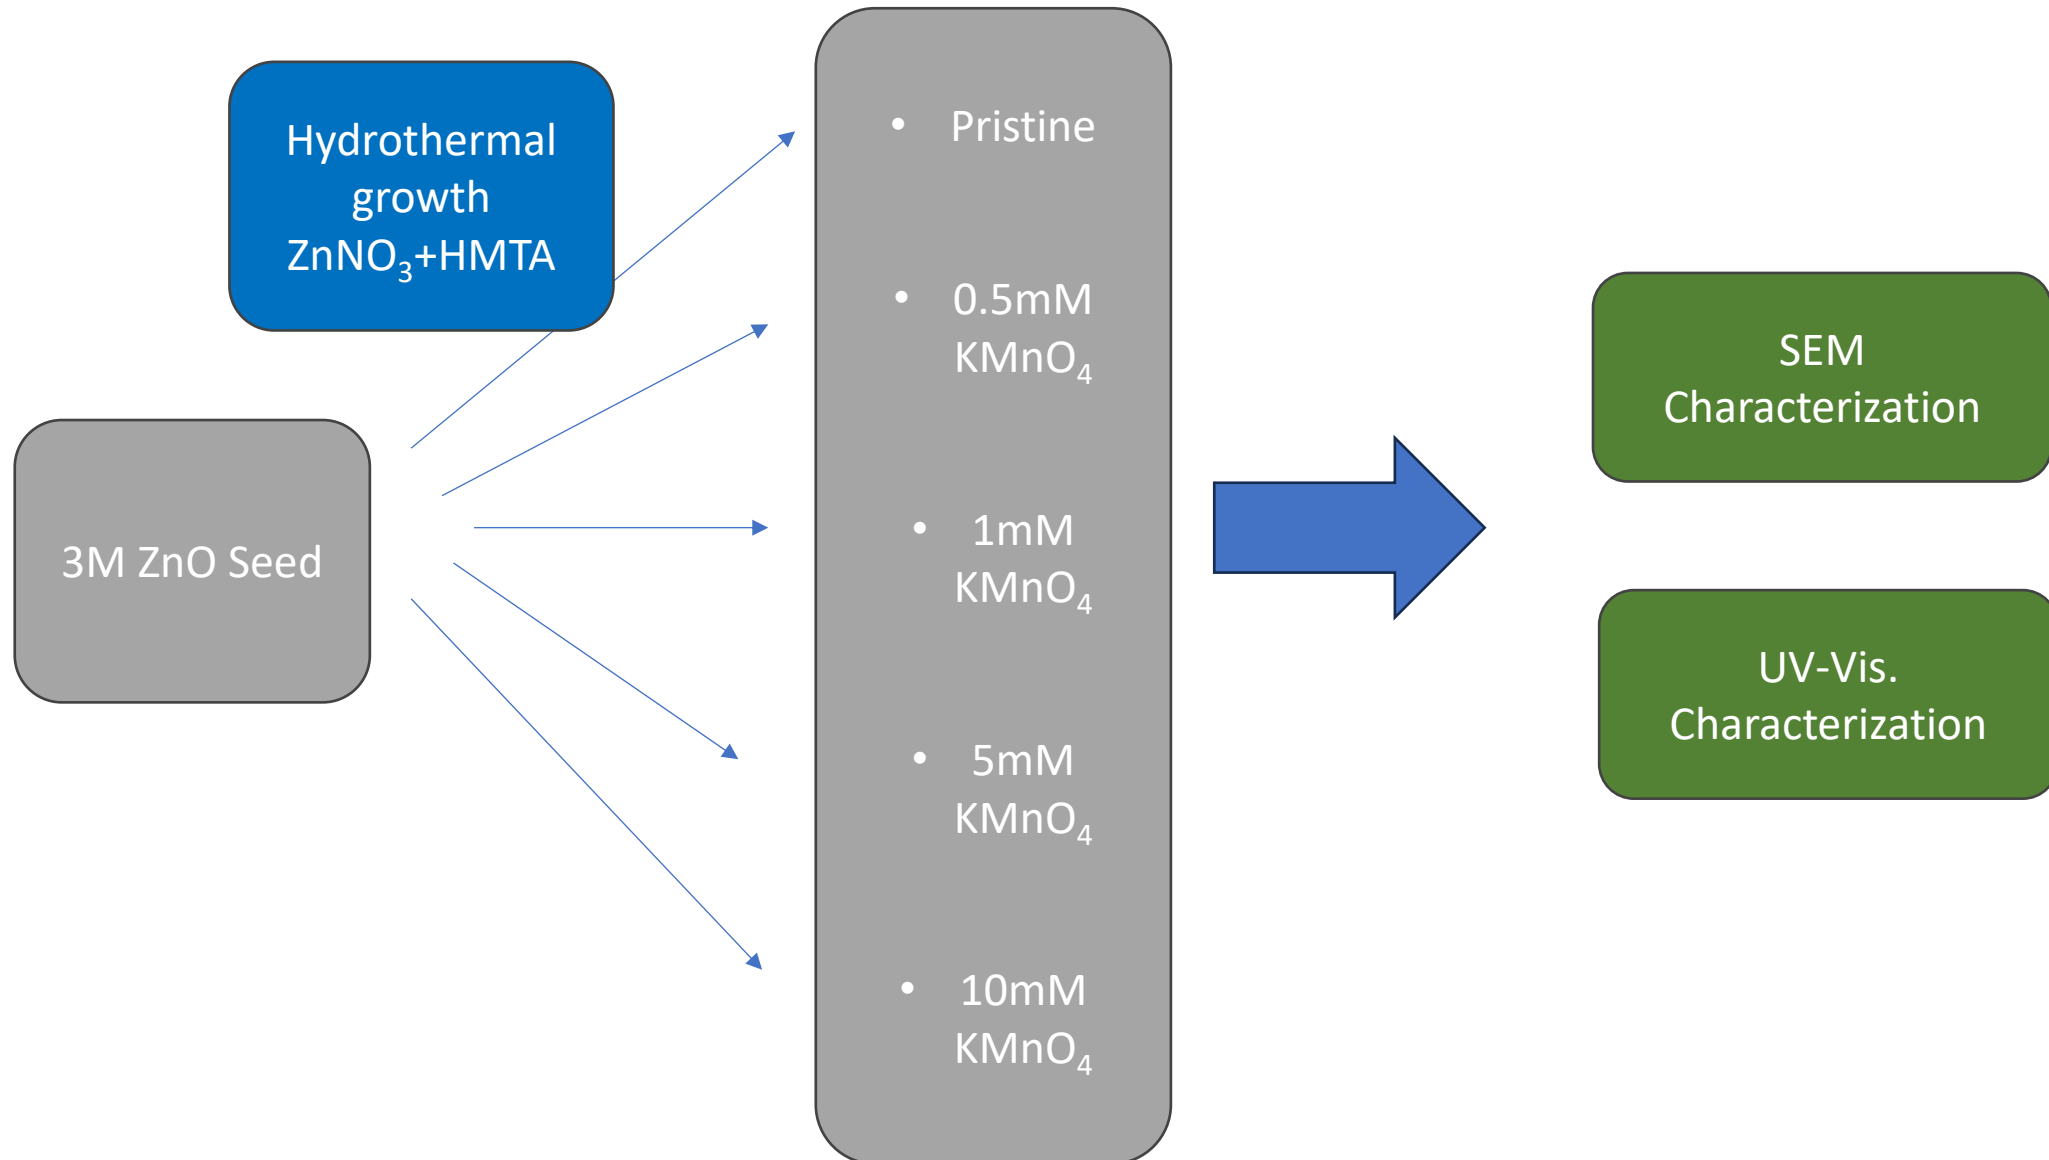 Hydrothermal
growth
ZnNO₃+HMTA
3M ZnO Seed
• Pristine
• 0.5mM
KMnO₄
• 1mM
KMnO₄
• 5mM
KMnO₄
• 10mM
KMnO₄
SEM
Characterization
UV-Vis.
Characterization